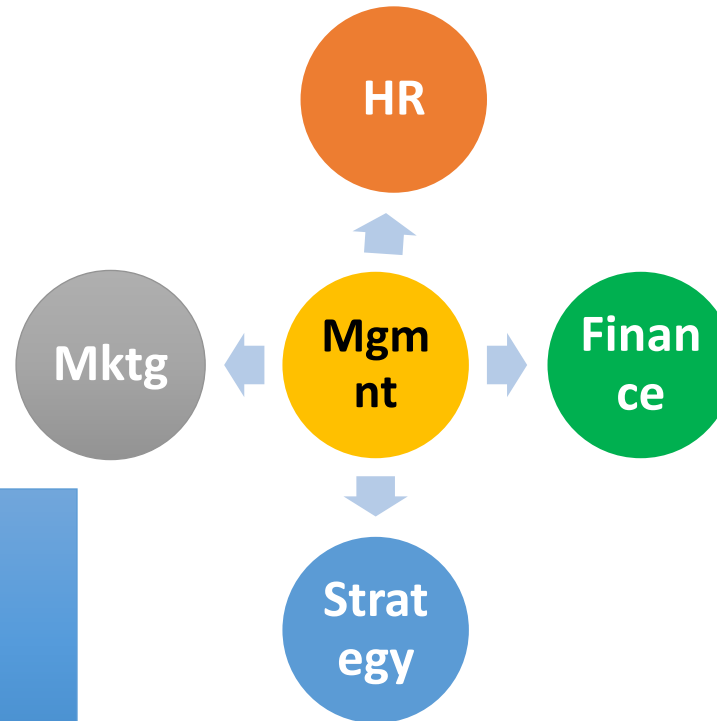 HR
Mktg
Mgm
nt
Finan
ce
Strat
egy